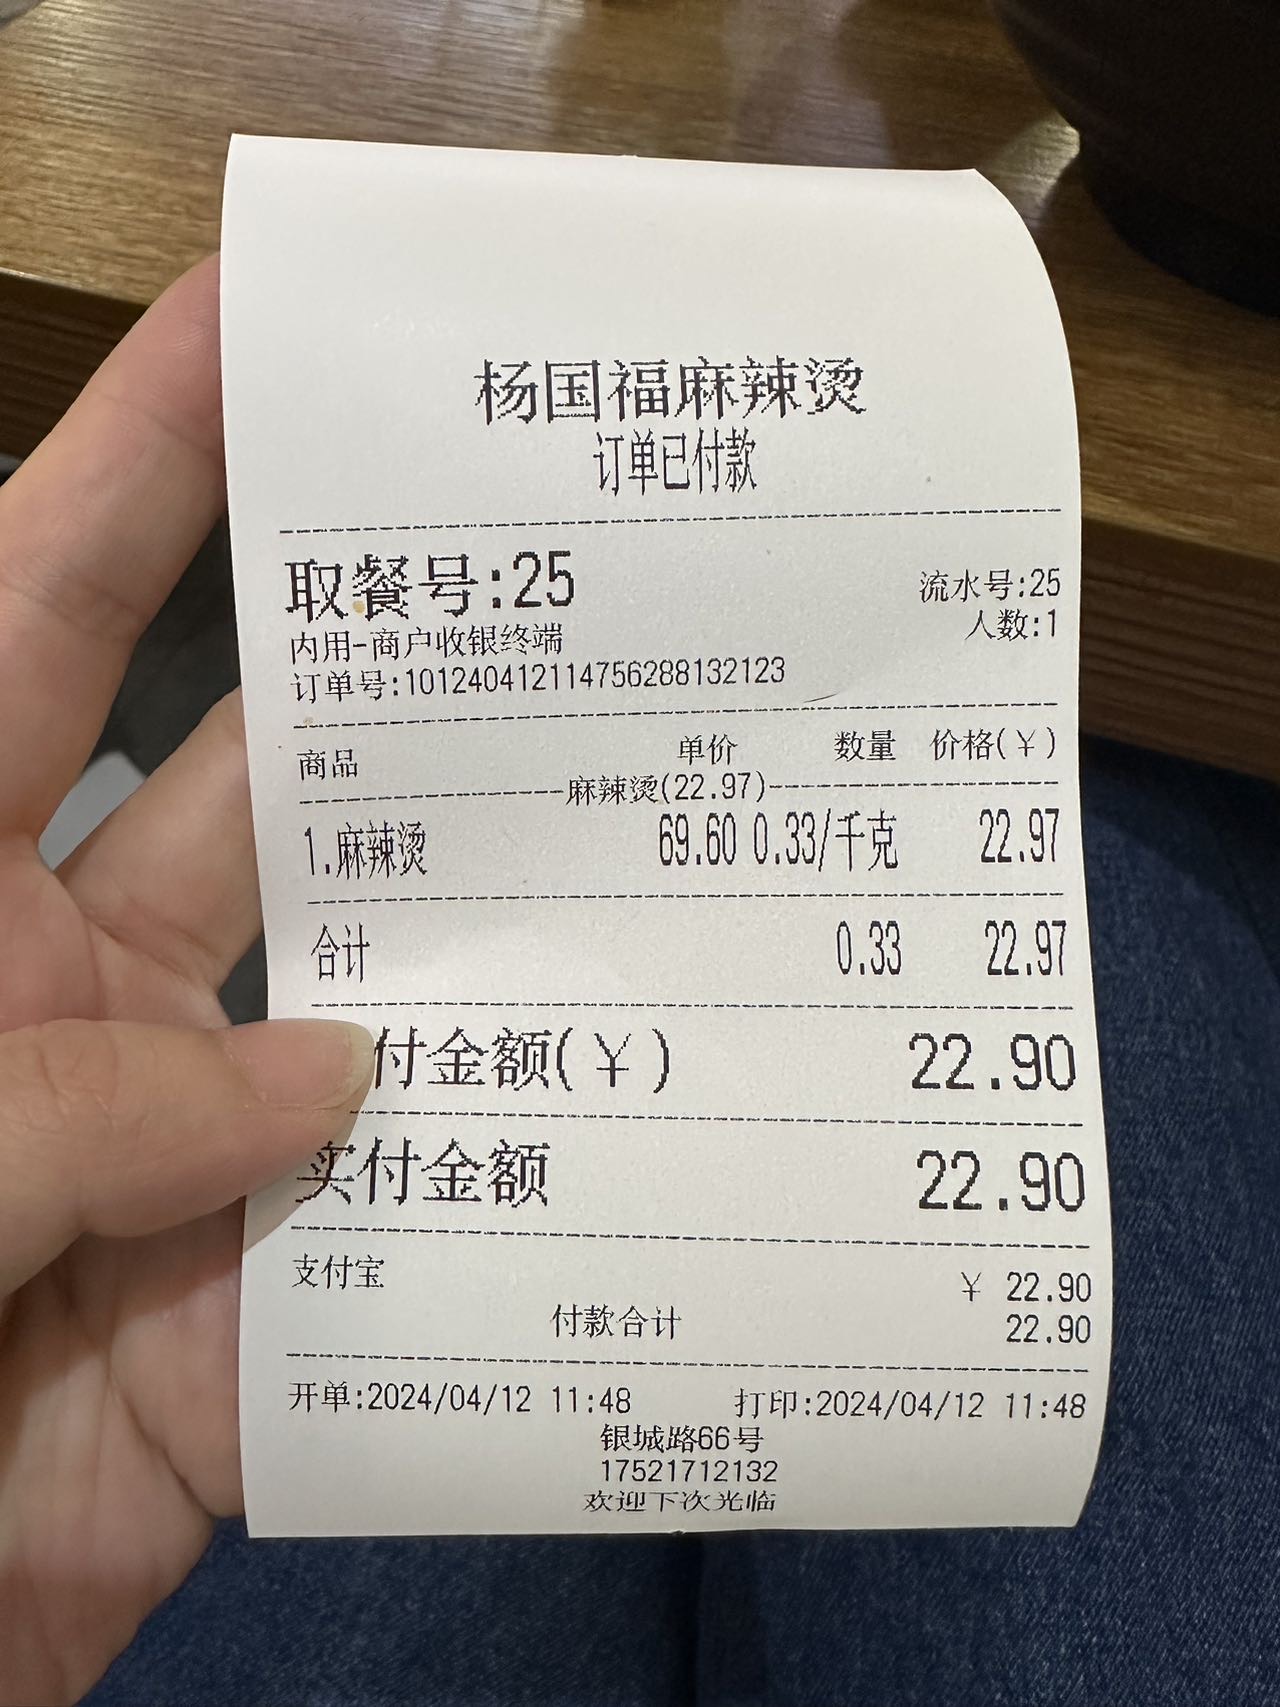 杨国福麻辣烫
订单已付款
取餐号:25 流水号:25
人数:1
内用-商户收银终端
订单号:101240412114756288132123
商品 单价 数量 价格(¥)
麻辣烫(22.97)
1.麻辣烫 69.60 0.33/千克 22.97
合计 0.33 22.97
付金额(¥) 22.90
实付金额 22.90
支付宝 ¥ 22.90
付款合计 22.90
开单:2024/04/12 11:48 打印:2024/04/12 11:48
银城路66号
17521712132
欢迎下次光临